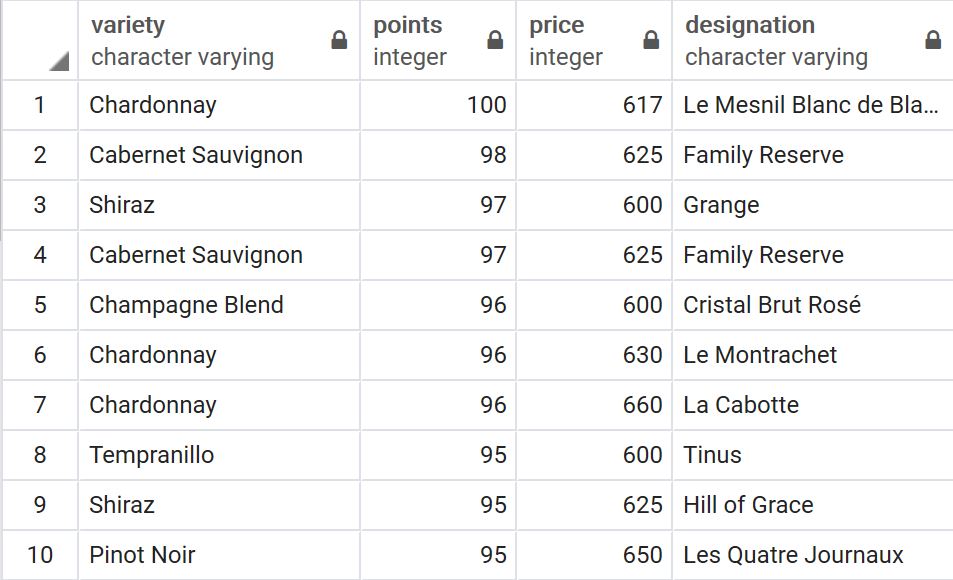 variety points price designation
character varying integer integer character varying
1 Chardonnay 100 617 Le Mesnil Blanc de Bla...
2 Cabernet Sauvignon 98 625 Family Reserve
3 Shiraz 97 600 Grange
4 Cabernet Sauvignon 97 625 Family Reserve
5 Champagne Blend 96 600 Cristal Brut Rosé
6 Chardonnay 96 630 Le Montrachet
7 Chardonnay 96 660 La Cabotte
8 Tempranillo 95 600 Tinus
9 Shiraz 95 625 Hill of Grace
10 Pinot Noir 95 650 Les Quatre Journaux